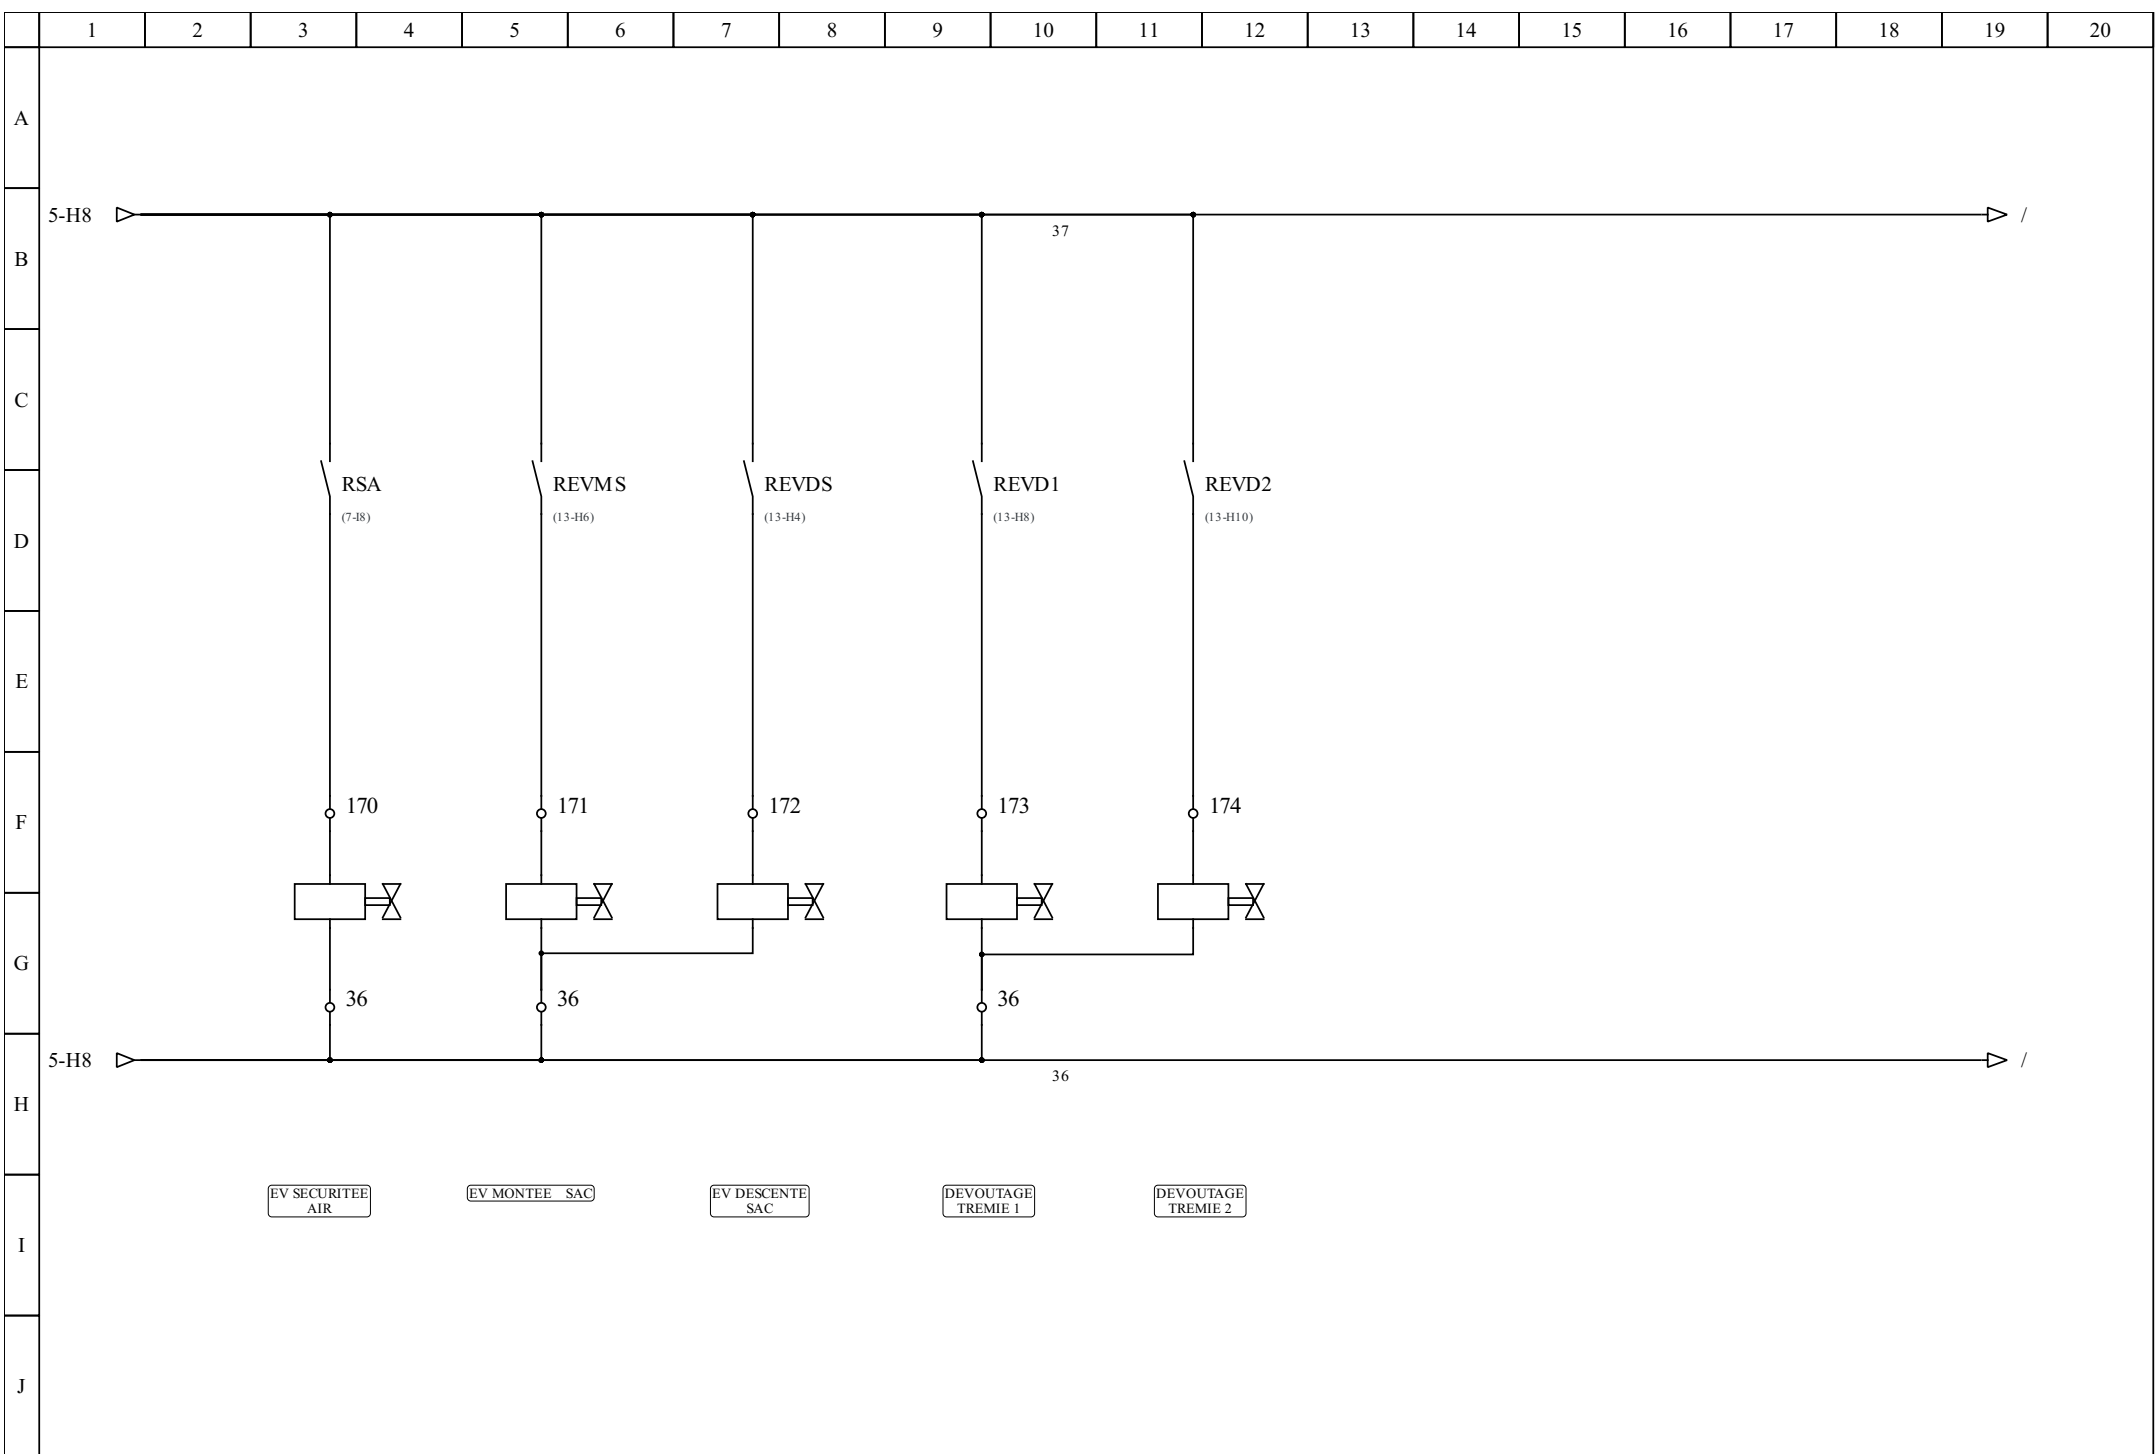 1 2 3 4 5 6 7 8 9 10 11 12 13 14 15 16 17 18 19 20
A
5-H8 /
37
B
C
RSA REVMS REVDS REVD1 REVD2
(7-I8) (13-H6) (13-H4) (13-H8) (13-H10)
D
E
170 171 172 173 174
F
G
36 36 36
5-H8 /
36
H
EV SECURITEE
AIR
EV MONTEE SAC
EV DESCENTE
SAC
DEVOUTAGE
TREMIE 1
DEVOUTAGE
TREMIE 2
I
J